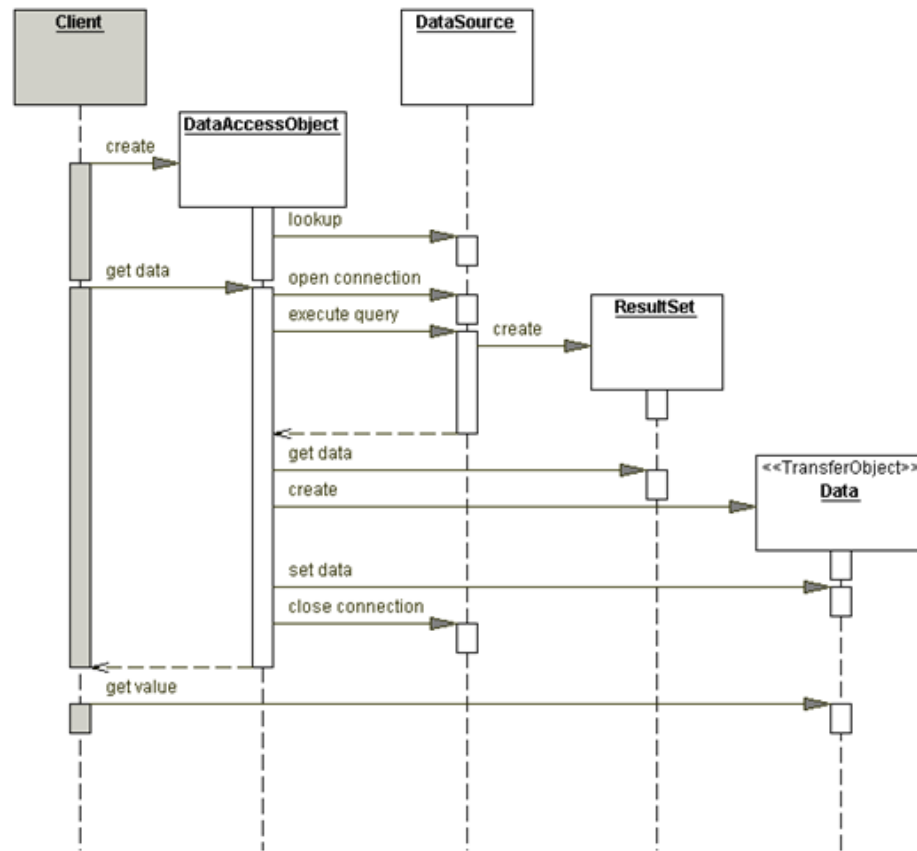 Client
DataSource
DataAccessObject
create
lookup
get data
open connection
execute query
create
ResultSet
get data
<<TransferObject>>
Data
create
set data
close connection
get value